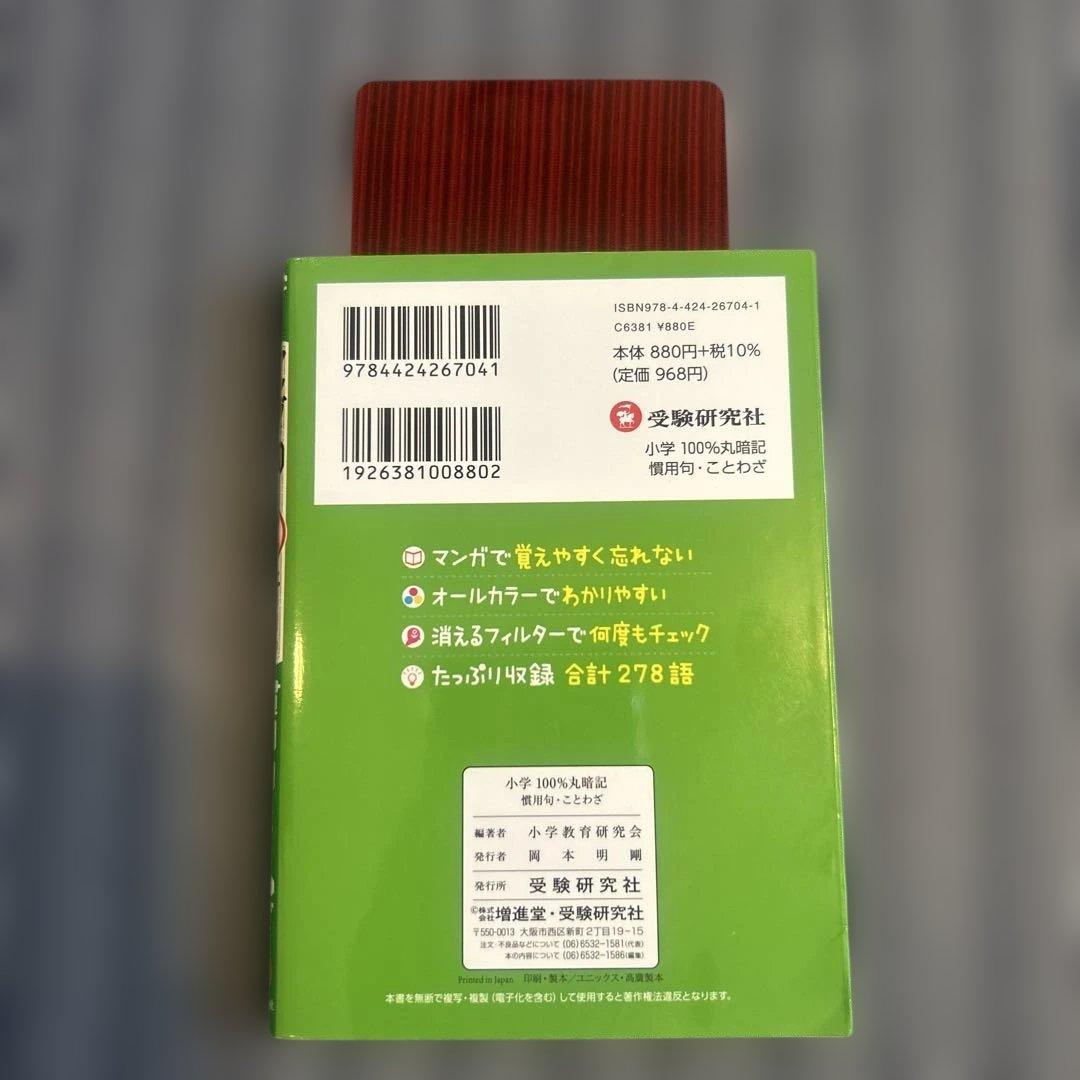 ISBN978-4-424-26704-1
C6381 ¥880E
本体 880円+税10%
(定価 968円)
9784424267041
受験研究社
小学 100%丸暗記
慣用句・ことわざ
1926381008802
マンガで覚えやすく忘れない
オールカラーでわかりやすい
消えるフィルターで何度もチェック
たっぷり収録 合計278語
小学 100%丸暗記
慣用句・ことわざ
編著者 小学教育研究会
発行者 岡本明剛
発行所 受験研究社
©株式会社増進堂・受験研究社
〒550-0013 大阪市西区新町2丁目19-15
注文・不良品などについて (06)6532-1581(代表)
本の内容について (06)6532-1586(編集)
Printed in Japan 印刷・製本/ユニックス・高廣製本
本書を無断で複写・複製(電子化を含む)して使用すると著作権法違反となります。